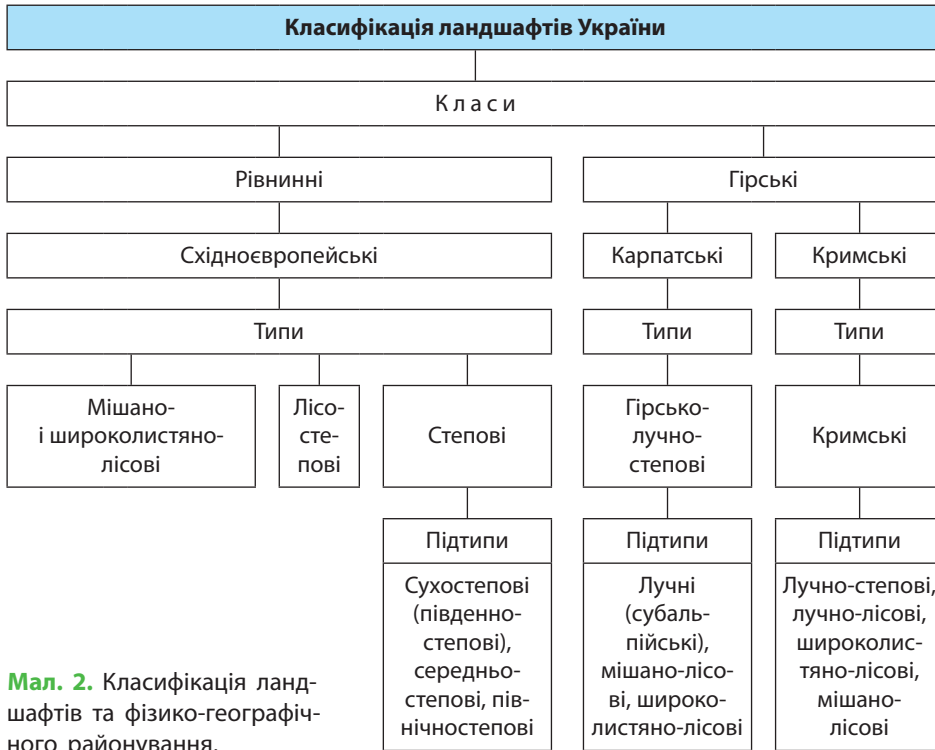 Класифікація ландшафтів України
Класи
Рівнинні
Гірські
Східноєвропейські
Карпатські
Кримські
Типи
Типи
Типи
Мішано-
і широколистяно-
лісові
Лісо-
сте-
пові
Степові
Гірсько-
лучно-
степові
Кримські
Підтипи
Сухостепові
(південно-
степові),
середньо-
степові, пів-
нічностепові
Підтипи
Лучні
(субаль-
пійські),
мішано-лісо-
ві, широко-
листяно-лісові
Підтипи
Лучно-степові,
лучно-лісові,
широколис-
тяно-лісові,
мішано-
лісові
Мал. 2. Класифікація ланд-
шафтів та фізико-географіч-
ного районування.